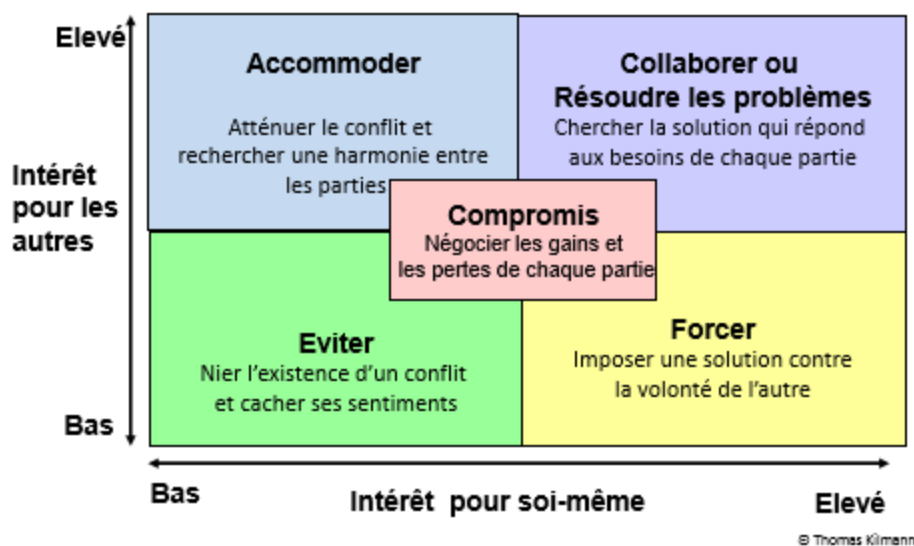 Elevé
Accommoder
Atténuer le conflit et
rechercher une harmonie entre
les parties
Collaborer ou
Résoudre les problèmes
Chercher la solution qui répond
aux besoins de chaque partie
Intérêt
pour les
autres
Compromis
Négocier les gains et
les pertes de chaque partie
Eviter
Nier l’existence d’un conflit
et cacher ses sentiments
Forcer
Imposer une solution contre
la volonté de l’autre
Bas
Bas
Intérêt pour soi-même
Elevé
© Thomas Kilmann